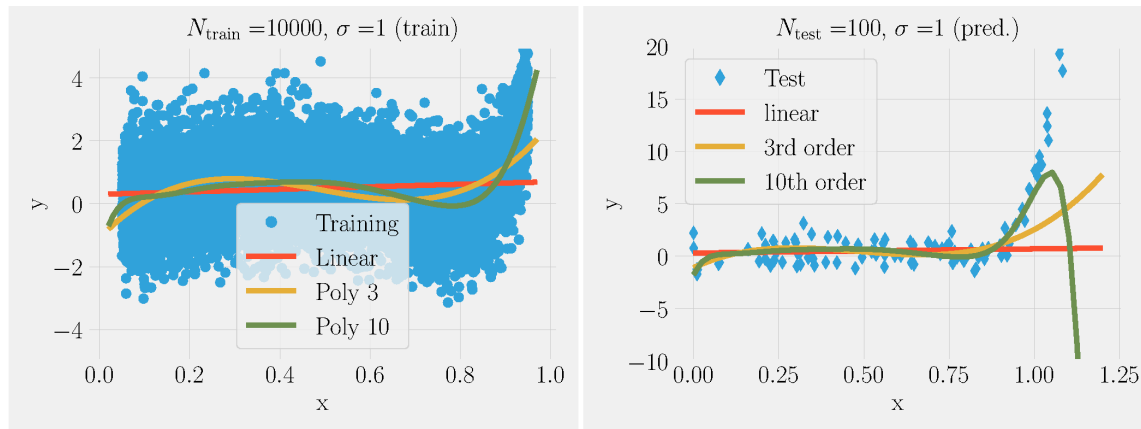 N_train =10000, σ =1 (train)
4
2
0
−2
−4
y
Training
Linear
Poly 3
Poly 10
0.0 0.2 0.4 0.6 0.8 1.0
x
N_test =100, σ =1 (pred.)
20
15
10
5
0
−5
−10
y
Test
linear
3rd order
10th order
0.00 0.25 0.50 0.75 1.00 1.25
x